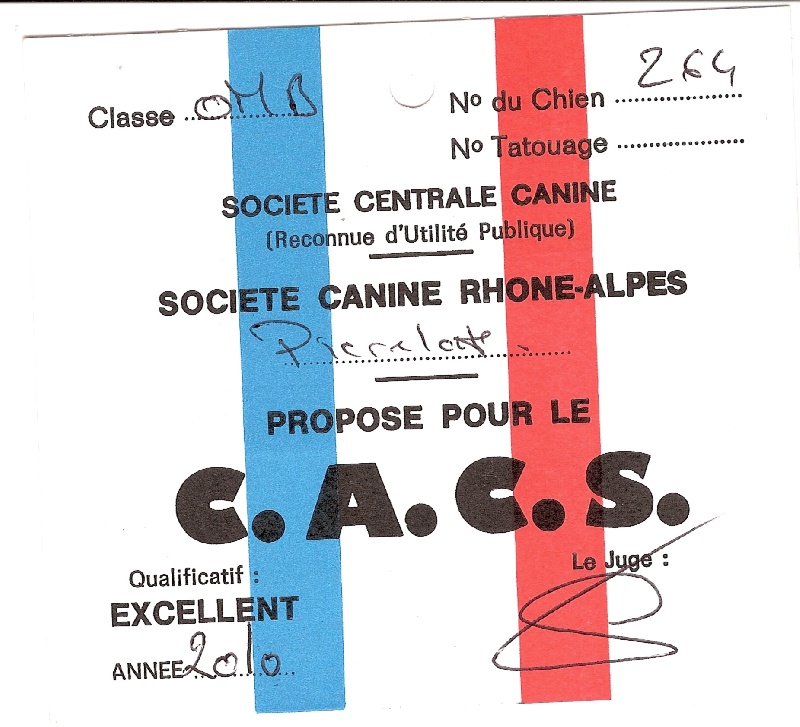 Classe OMB
No du Chien 264
No Tatouage
SOCIETE CENTRALE CANINE
(Reconnue d'Utilité Publique)
SOCIETE CANINE RHONE-ALPES
Pierrelatte
PROPOSE POUR LE
C.A.C.S.
Qualificatif :
EXCELLENT
ANNEE 2010
Le Juge :